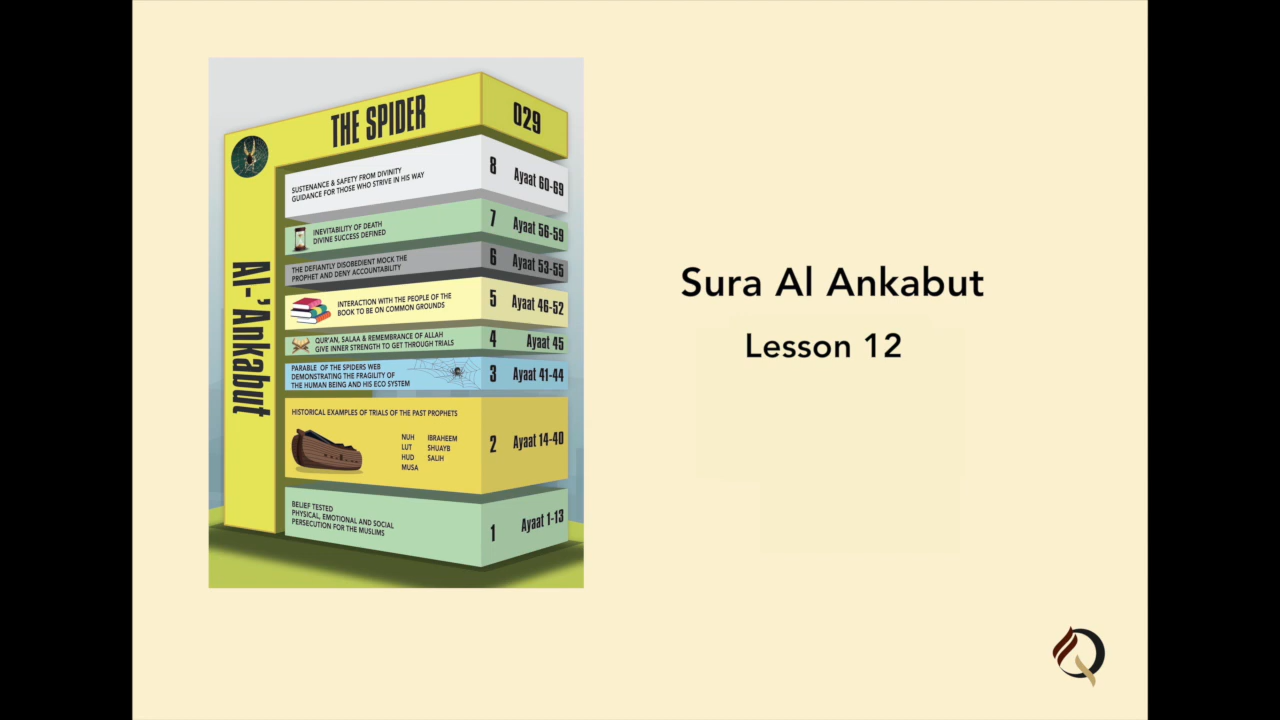 THE SPIDER
029
Al-'Ankabut
SUSTENANCE & SAFETY FROM DIVINITY
GUIDANCE FOR THOSE WHO STRIVE IN HIS WAY
8 Ayaat 60-69
INEVITABILITY OF DEATH
DIVINE SUCCESS DEFINED
7 Ayaat 56-59
THE DEFIANTLY DISOBEDIENT MOCK THE
PROPHET AND DENY ACCOUNTABILITY
6 Ayaat 53-55
INTERACTION WITH THE PEOPLE OF THE
BOOK TO BE ON COMMON GROUNDS
5 Ayaat 46-52
QUR'AN, SALAA & REMEMBRANCE OF ALLAH
GIVE INNER STRENGTH TO GET THROUGH TRIALS
4 Ayaat 45
PARABLE OF THE SPIDERS WEB
DEMONSTRATING THE FRAGILITY OF
THE HUMAN BEING AND HIS ECO SYSTEM
3 Ayaat 41-44
HISTORICAL EXAMPLES OF TRIALS OF THE PAST PROPHETS
NUH IBRAHEEM
LUT SHUAYB
HUD SALIH
MUSA
2 Ayaat 14-40
BELIEF TESTED
PHYSICAL, EMOTIONAL AND SOCIAL
PERSECUTION FOR THE MUSLIMS
1 Ayaat 1-13
Sura Al Ankabut
Lesson 12